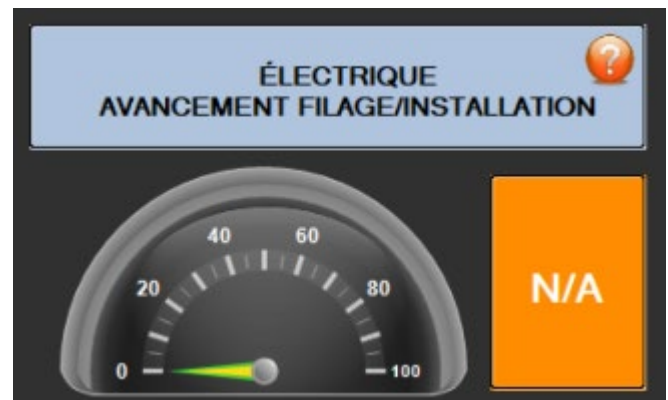 ÉLECTRIQUE
AVANCEMENT FILAGE/INSTALLATION
?
40 60
20 80
0 100
N/A